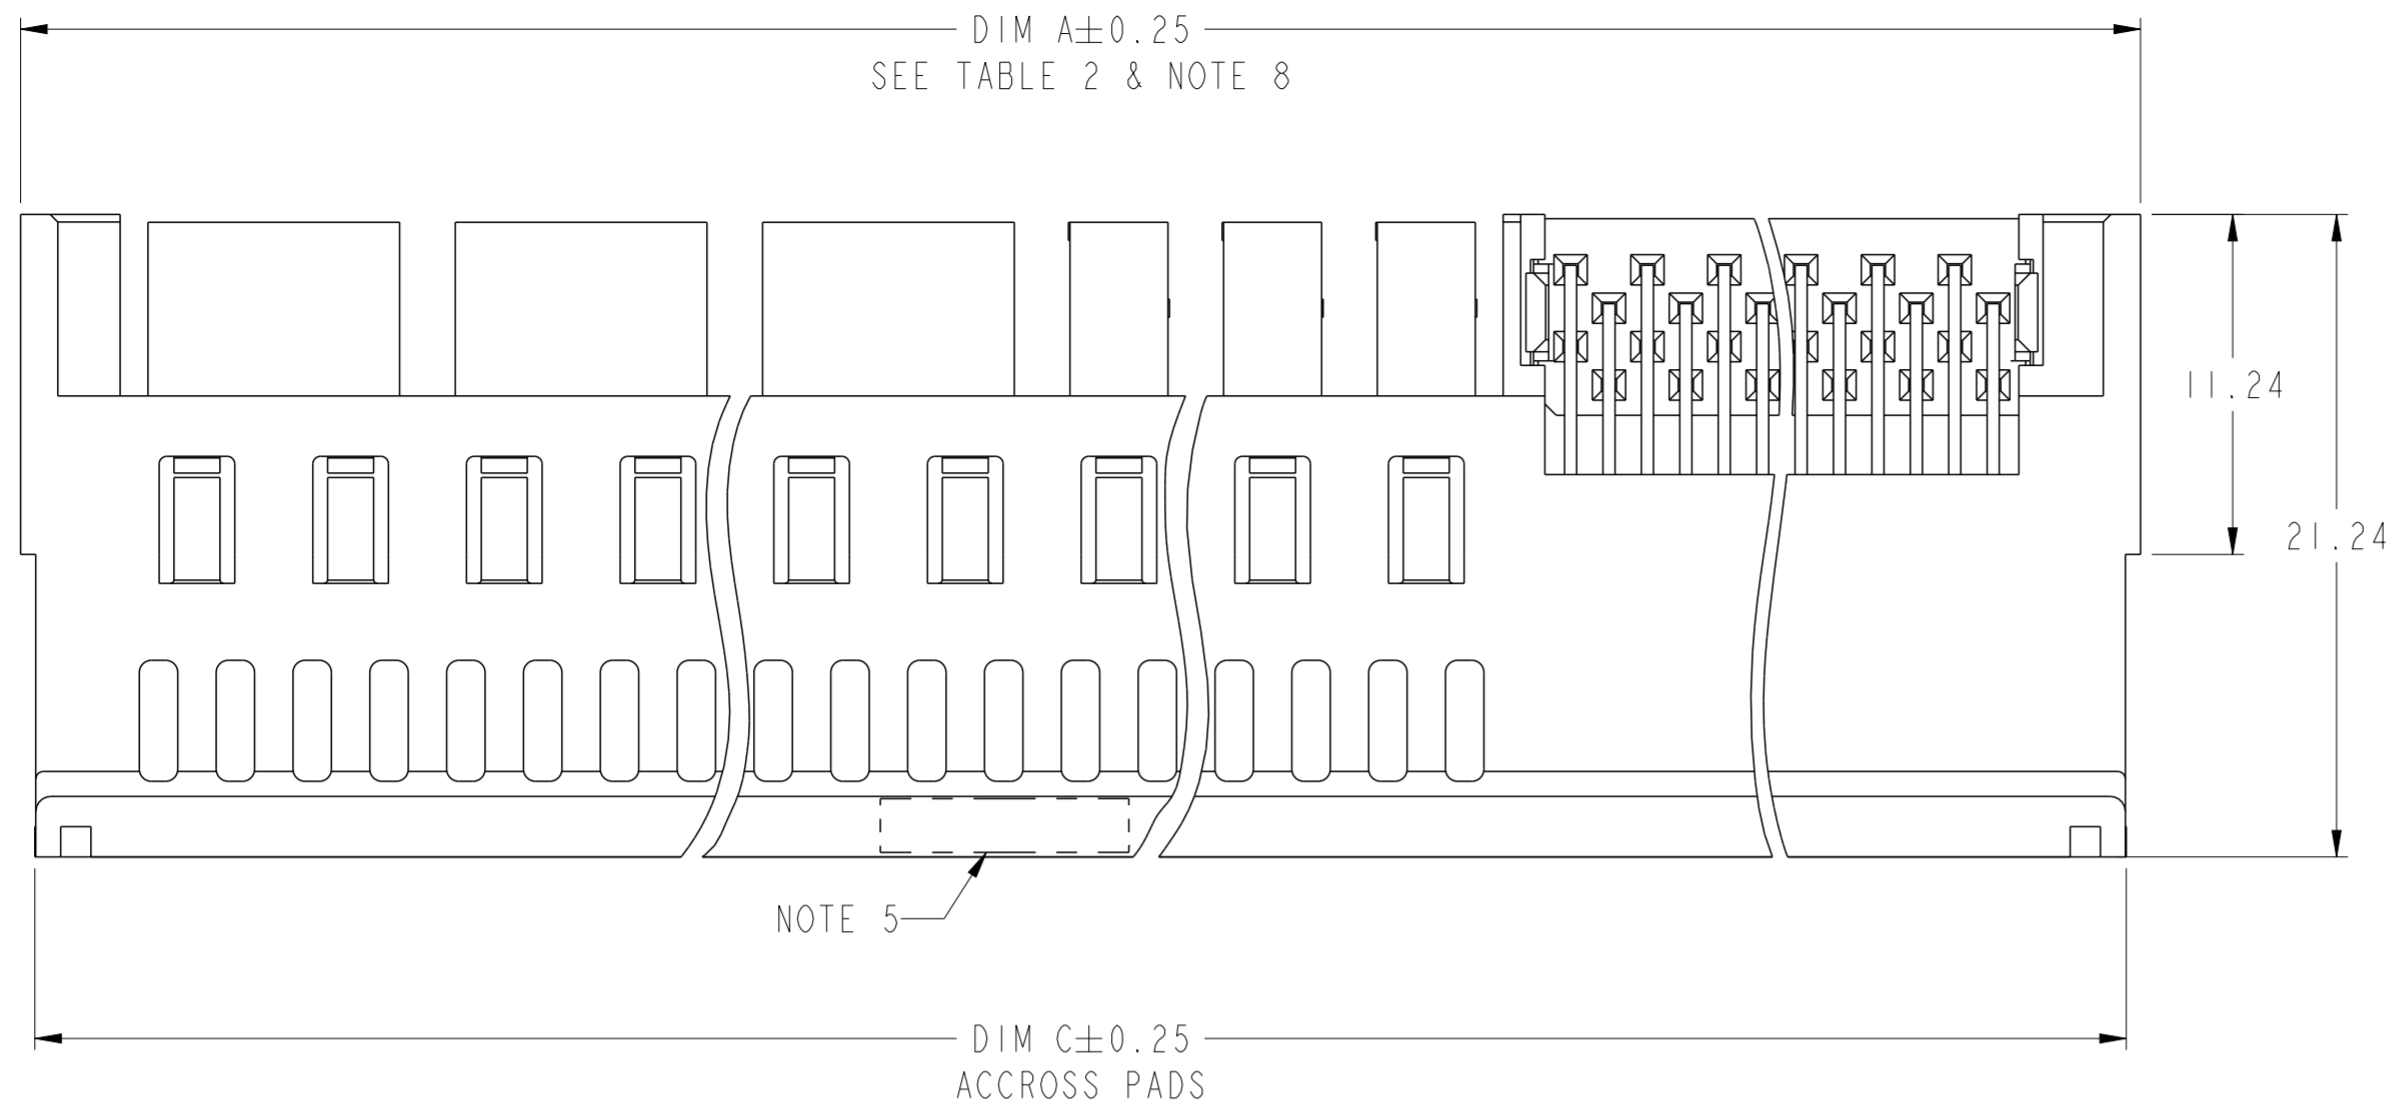 DIM A±0.25
SEE TABLE 2 & NOTE 8
11.24
21.24
NOTE 5
DIM C±0.25
ACCROSS PADS